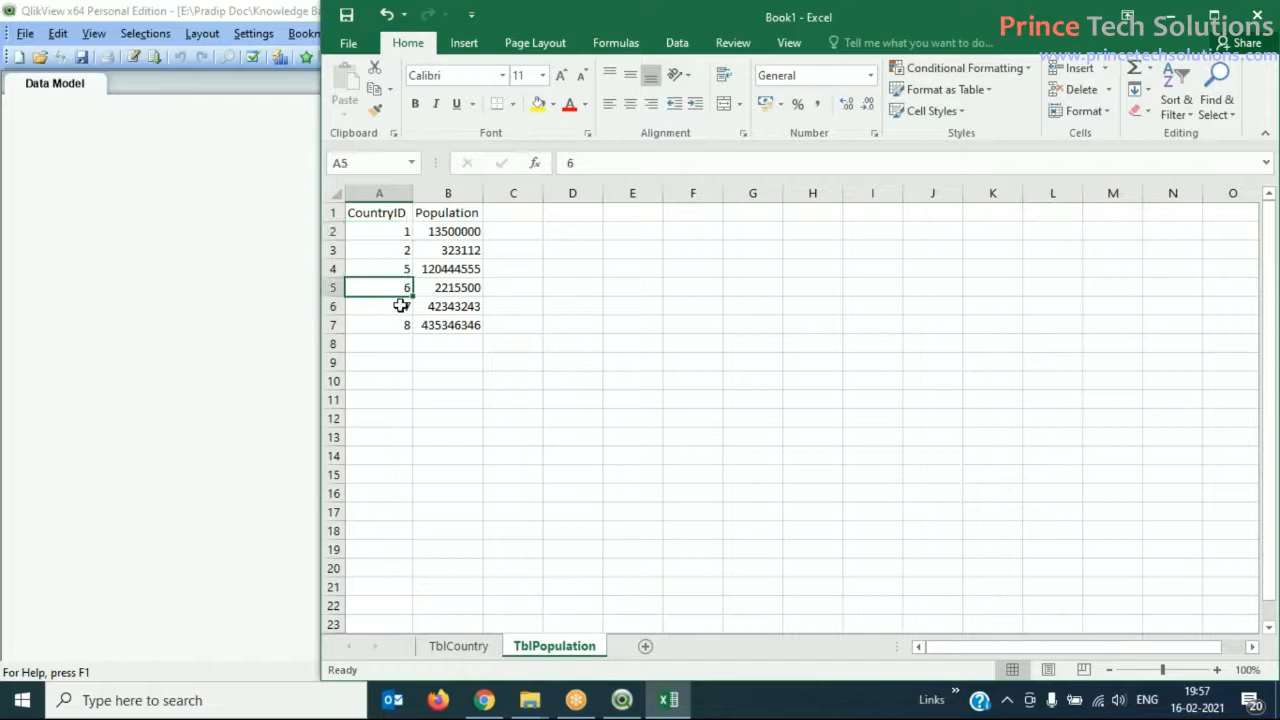 QlikView x64 Personal Edition - [E:\Pradip Doc\Knowledge Ba
Book1 - Excel
Prince Tech Solutions
www.princetechsolutions.com
File Edit View Selections Layout Settings Bookn
File Home Insert Page Layout Formulas Data Review View Tell me what you want to do... Share
Data Model
Paste
Calibri 11
B I U
A A
General
% ,
Conditional Formatting
Format as Table
Cell Styles
Insert
Delete
Format
Sort & Filter
Find & Select
Clipboard Font Alignment Number Styles Cells Editing
A5 fx 6
A B C D E F G H I J K L M N O
1 CountryID Population
2 1 13500000
3 2 323112
4 5 120444555
5 6 2215500
6 42343243
7 8 435346346
8
9
10
11
12
13
14
15
16
17
18
19
20
21
22
23
TblCountry TblPopulation
For Help, press F1
Ready
100%
Type here to search
Links
ENG
19:57
16-02-2021
20